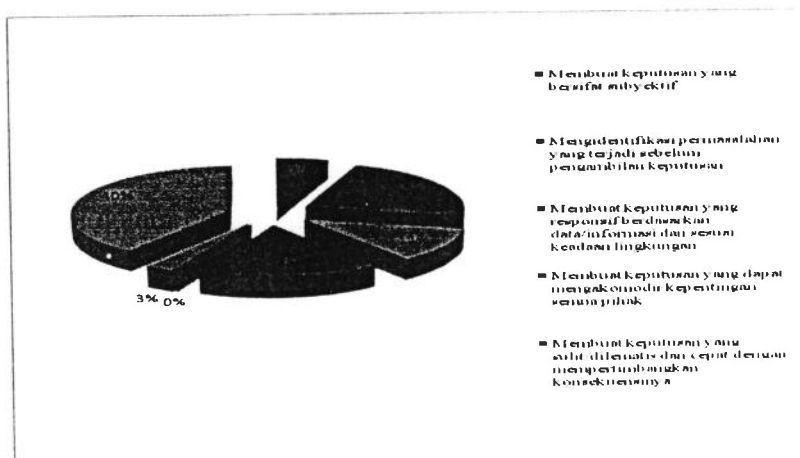 3% 0%
Membuat keputusan yang
bersifat subyektif
Mengidentifikasi permasalahan
yang terjadi sebelum
pengambilan keputusan
Membuat keputusan yang
responsif berdasarkan
data/informasi dan sesuai
keadaan lingkungan
Membuat keputusan yang dapat
mengakomodir kepentingan
semua pihak
Membuat keputusan yang
sulit dilematis dan cepat dengan
mempertimbangkan
konsekuensinya